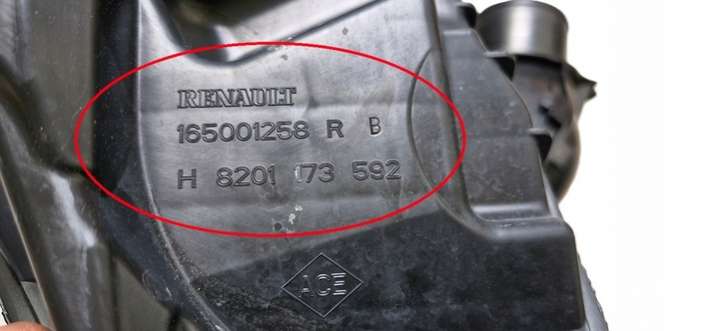 RENAULT
165001258 R B
H 8201 173 592
ACE